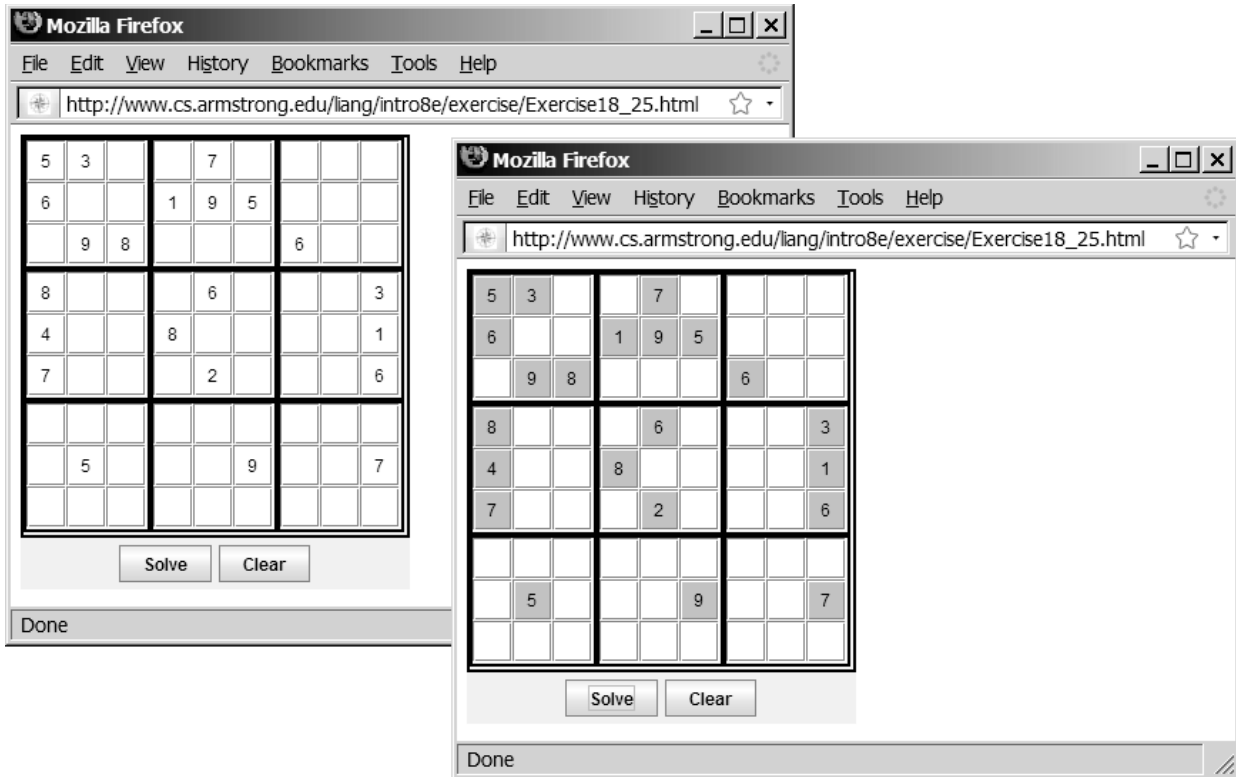 Mozilla Firefox
File Edit View History Bookmarks Tools Help
http://www.cs.armstrong.edu/liang/intro8e/exercise/Exercise18_25.html
5 3 7
6 1 9 5
9 8 6
8 6 3
4 8 1
7 2 6
5 9 7
Solve Clear
Done
Mozilla Firefox
File Edit View History Bookmarks Tools Help
http://www.cs.armstrong.edu/liang/intro8e/exercise/Exercise18_25.html
5 3 7
6 1 9 5
9 8 6
8 6 3
4 8 1
7 2 6
5 9 7
Solve Clear
Done